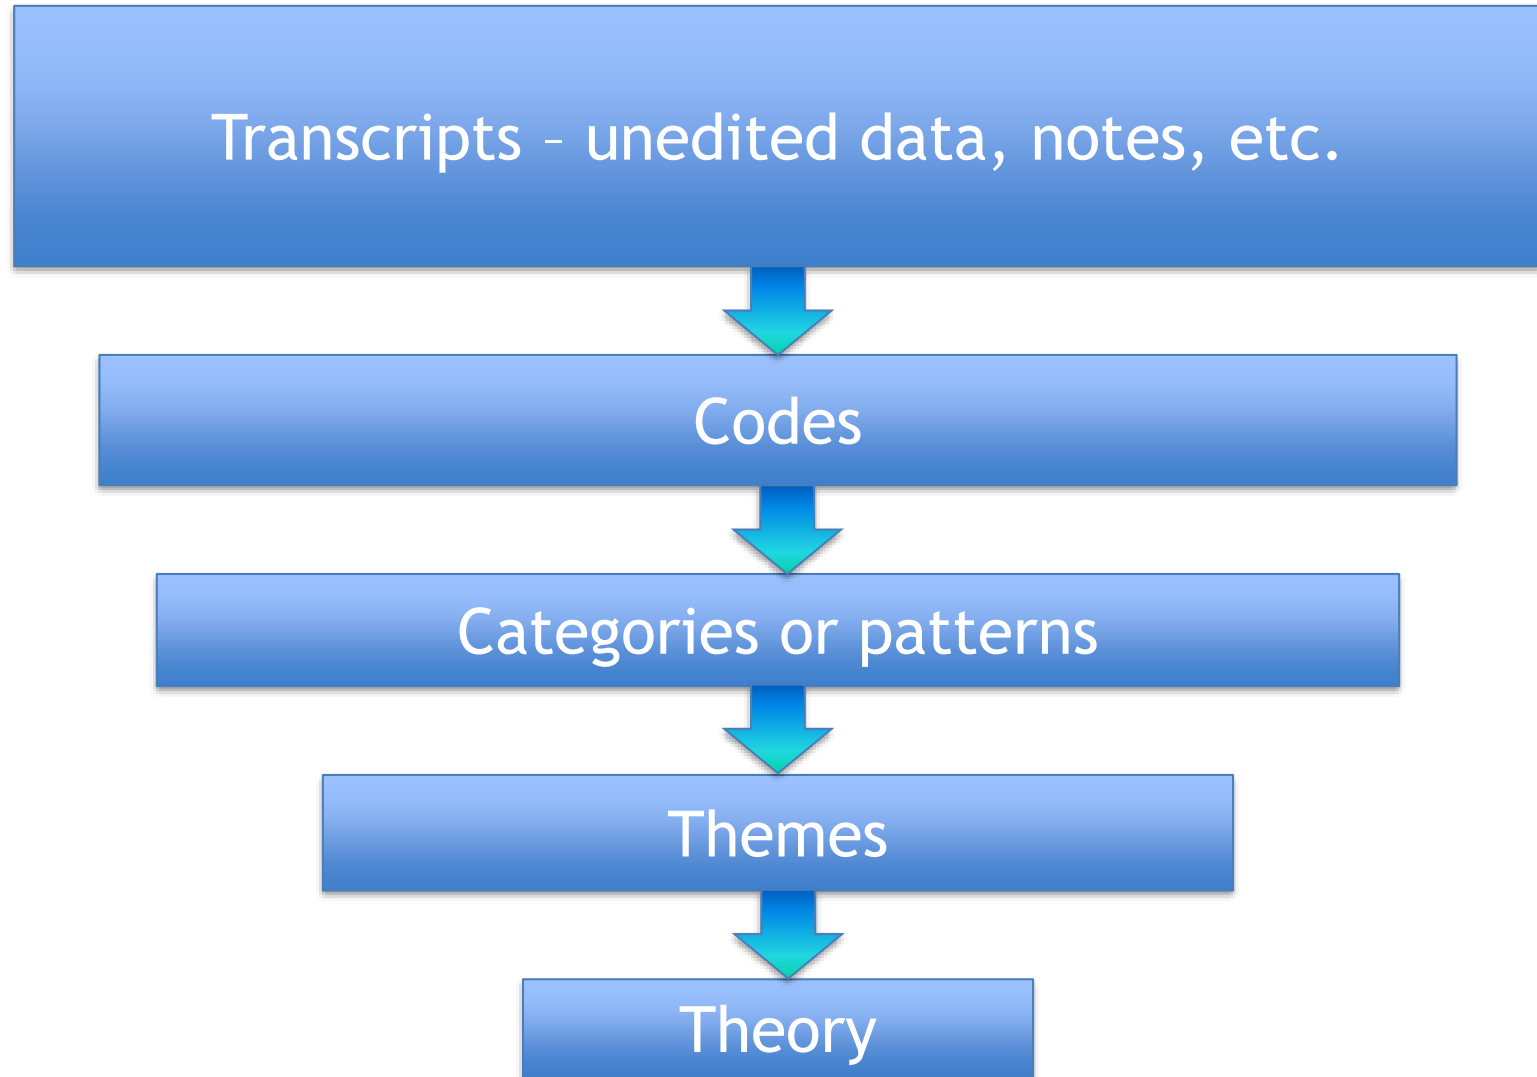 Transcripts – unedited data, notes, etc.
Codes
Categories or patterns
Themes
Theory